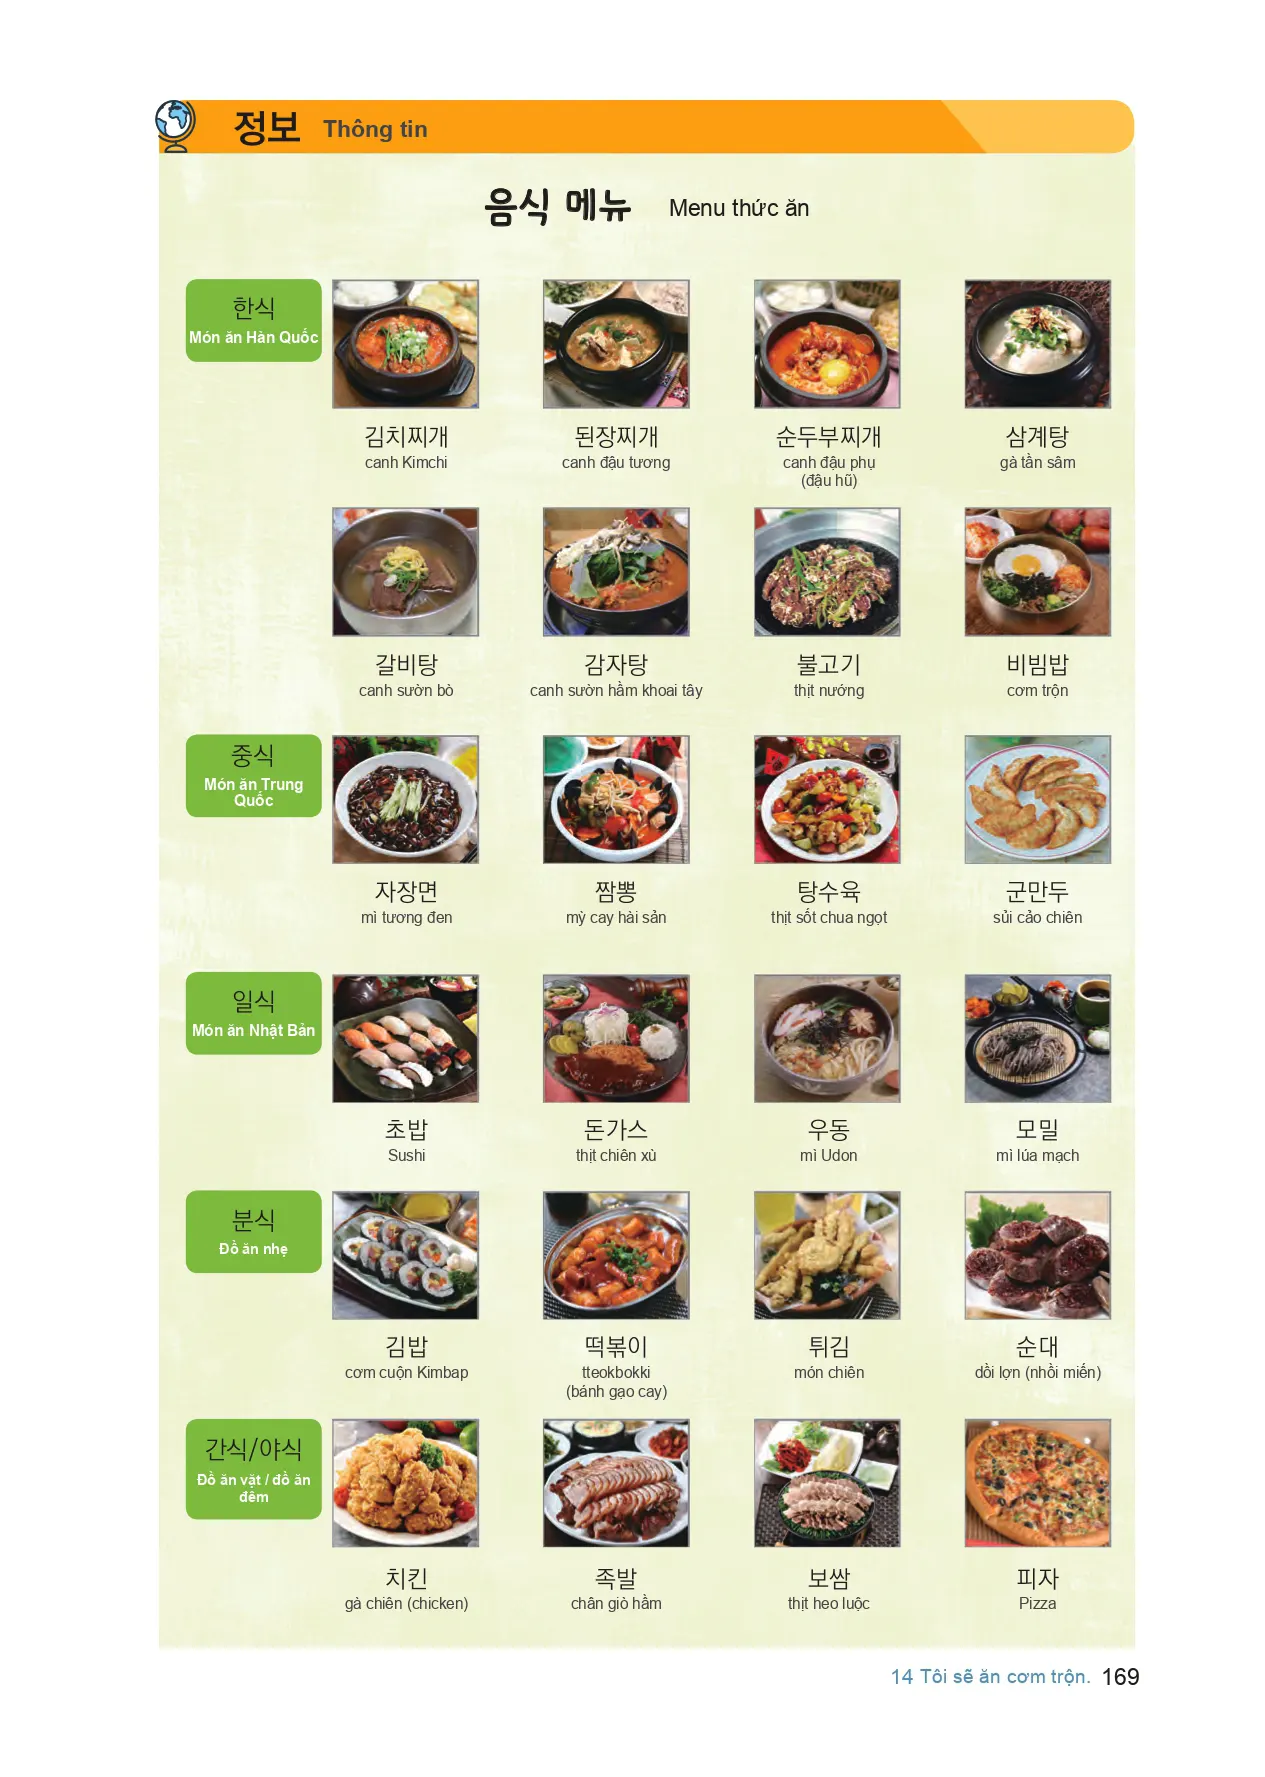 정보 Thông tin
음식 메뉴 Menu thức ăn
한식
Món ăn Hàn Quốc
김치찌개 된장찌개 순두부찌개 삼계탕
canh Kimchi canh đậu tương canh đậu phụ gà tần sâm
(đậu hũ)
갈비탕 감자탕 불고기 비빔밥
canh sườn bò canh sườn hầm khoai tây thịt nướng cơm trộn
중식
Món ăn Trung
Quốc
자장면 짬뽕 탕수육 군만두
mì tương đen mỳ cay hài sản thịt sốt chua ngọt sủi cảo chiên
일식
Món ăn Nhật Bản
초밥 돈가스 우동 모밀
Sushi thịt chiên xù mì Udon mì lúa mạch
분식
Đồ ăn nhẹ
김밥 떡볶이 튀김 순대
cơm cuộn Kimbap tteokbokki món chiên dồi lợn (nhồi miến)
(bánh gạo cay)
간식/야식
Đồ ăn vặt / đồ ăn
đêm
치킨 족발 보쌈 피자
gà chiên (chicken) chân giò hầm thịt heo luộc Pizza
14 Tôi sẽ ăn cơm trộn. 169